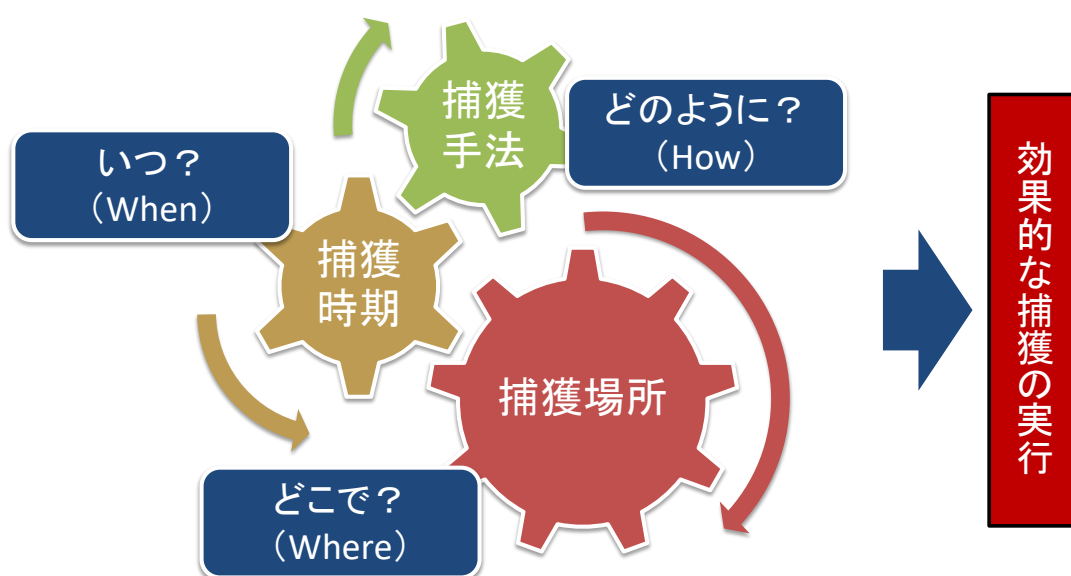 捕獲
手法
どのように？
（How）
いつ？
（When）
捕獲
時期
捕獲場所
どこで？
（Where）
効果的な捕獲の実行